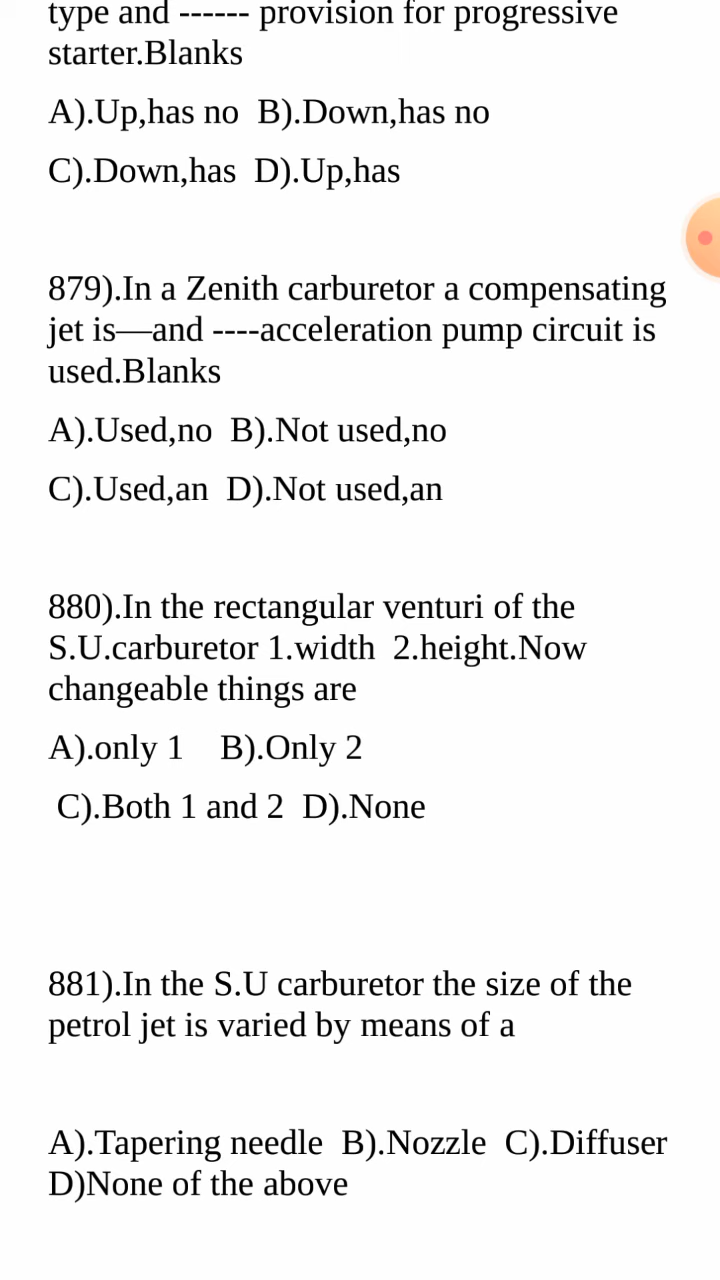 type and ------ provision for progressive
starter.Blanks
A).Up,has no  B).Down,has no
C).Down,has  D).Up,has
879).In a Zenith carburetor a compensating
jet is—and ----acceleration pump circuit is
used.Blanks
A).Used,no  B).Not used,no
C).Used,an  D).Not used,an
880).In the rectangular venturi of the
S.U.carburetor 1.width  2.height.Now
changeable things are
A).only 1    B).Only 2
C).Both 1 and 2  D).None
881).In the S.U carburetor the size of the
petrol jet is varied by means of a
A).Tapering needle  B).Nozzle  C).Diffuser
D)None of the above